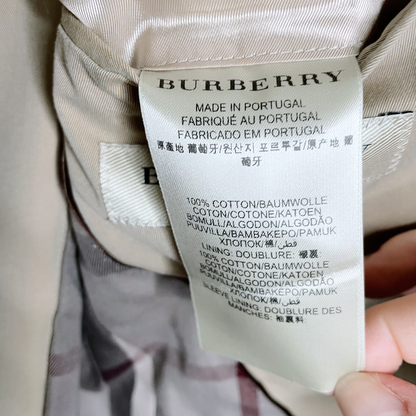 BURBERRY
MADE IN PORTUGAL
FABRIQUÉ AU PORTUGAL
FABRICADO EM PORTUGAL
原產地 葡萄牙/원산지 포르투갈/原产地 葡萄
牙
100% COTTON/BAUMWOLLE
COTON/COTONE/KATOEN
BOMULL/ALGODÓN/ALGODÃO
PUUVILLA/BAMBAKEPO/PAMUK
ХЛОПОК/棉/قطن
LINING: DOUBLURE: 襯裏:
100% COTTON/BAUMWOLLE
COTON/COTONE/KATOEN
BOMULL/ALGODÓN/ALGODÃO
PUUVILLA/BAMBAKEPO/PAMUK
ХЛОПОК/棉/قطن
SLEEVE LINING: DOUBLURE DES
MANCHES: 袖裏料